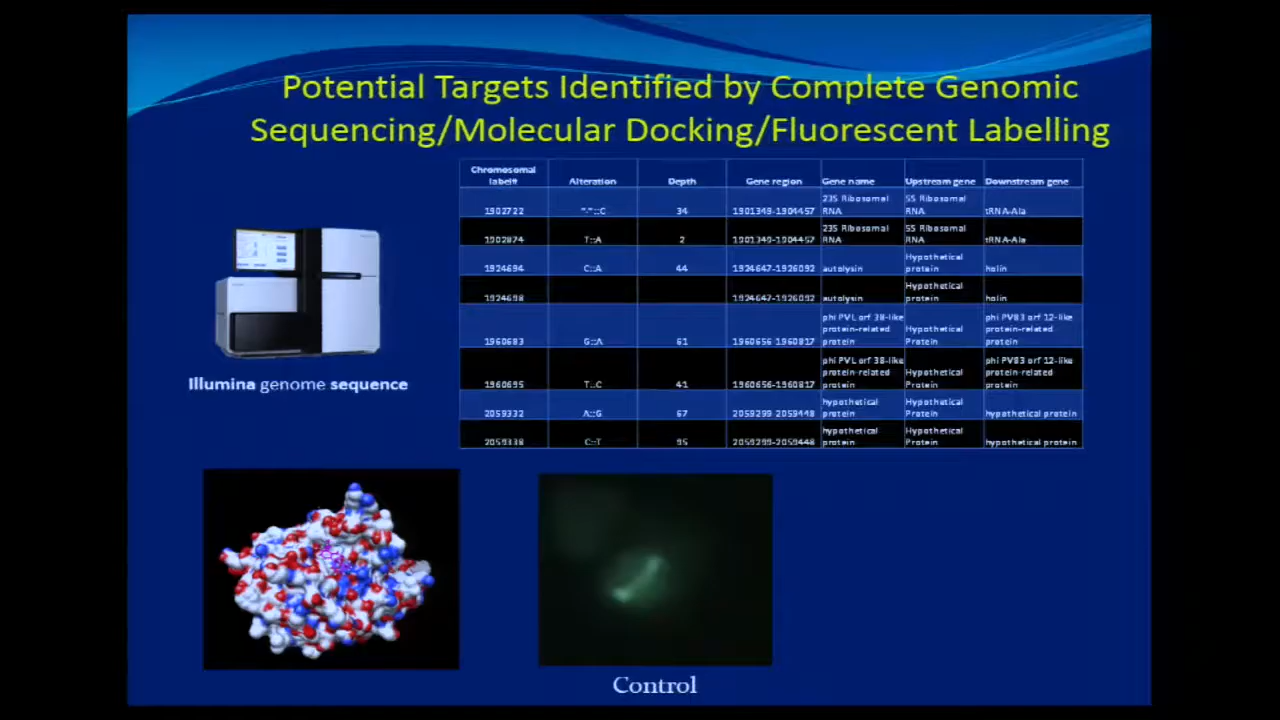 Potential Targets Identified by Complete Genomic
Sequencing/Molecular Docking/Fluorescent Labelling
Chromosomal label# Alteration Depth Gene region Gene name Upstream gene Downstream gene
1902722 "-"::C 34 1901349-1904457 23S Ribosomal RNA 5S Ribosomal RNA tRNA-Ala
1902874 T::A 2 1901349-1904457 23S Ribosomal RNA 5S Ribosomal RNA tRNA-Ala
1924694 C::A 44 1924647-1926092 autolysin Hypothetical protein holin
1924698 1924647-1926092 autolysin Hypothetical protein holin
1960683 G::A 61 1960656-1960817 phi PVL orf 38-like protein-related protein Hypothetical Protein phi PV83 orf 12-like protein-related protein
1960695 T::C 41 1960656-1960817 phi PVL orf 38-like protein-related protein Hypothetical Protein phi PV83 orf 12-like protein-related protein
2059332 A::G 67 2059299-2059448 hypothetical protein Hypothetical Protein hypothetical protein
2059338 C::T 95 2059299-2059448 hypothetical protein Hypothetical Protein hypothetical protein
Illumina genome sequence
Control